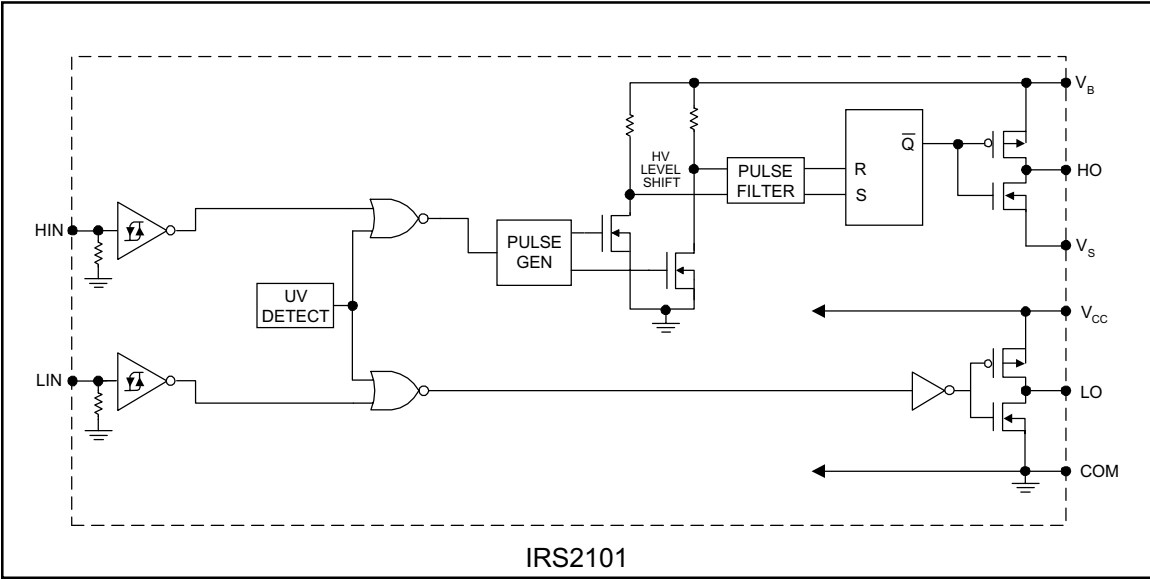 V_B
HV
LEVEL
SHIFT
PULSE
FILTER
R
S
Q̅
HO
HIN
PULSE
GEN
V_S
UV
DETECT
V_CC
LIN
LO
COM
IRS2101